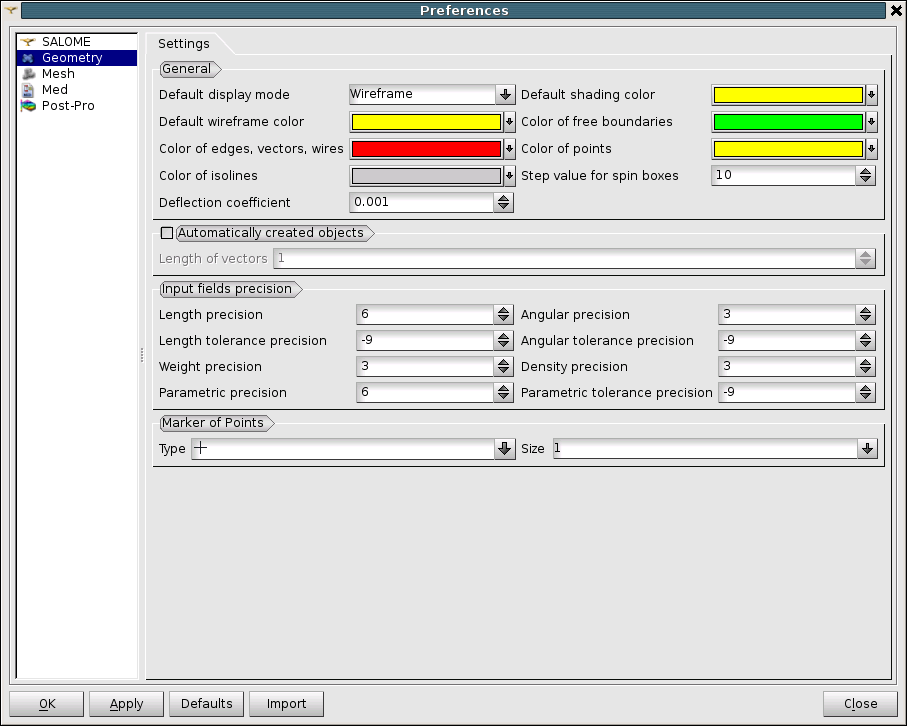 Preferences
SALOME
Geometry
Mesh
Med
Post-Pro
Settings
General
Default display mode Wireframe Default shading color
Default wireframe color Color of free boundaries
Color of edges, vectors, wires Color of points
Color of isolines Step value for spin boxes 10
Deflection coefficient 0.001
Automatically created objects
Length of vectors 1
Input fields precision
Length precision 6 Angular precision 3
Length tolerance precision -9 Angular tolerance precision -9
Weight precision 3 Density precision 3
Parametric precision 6 Parametric tolerance precision -9
Marker of Points
Type Size 1
OK Apply Defaults Import Close